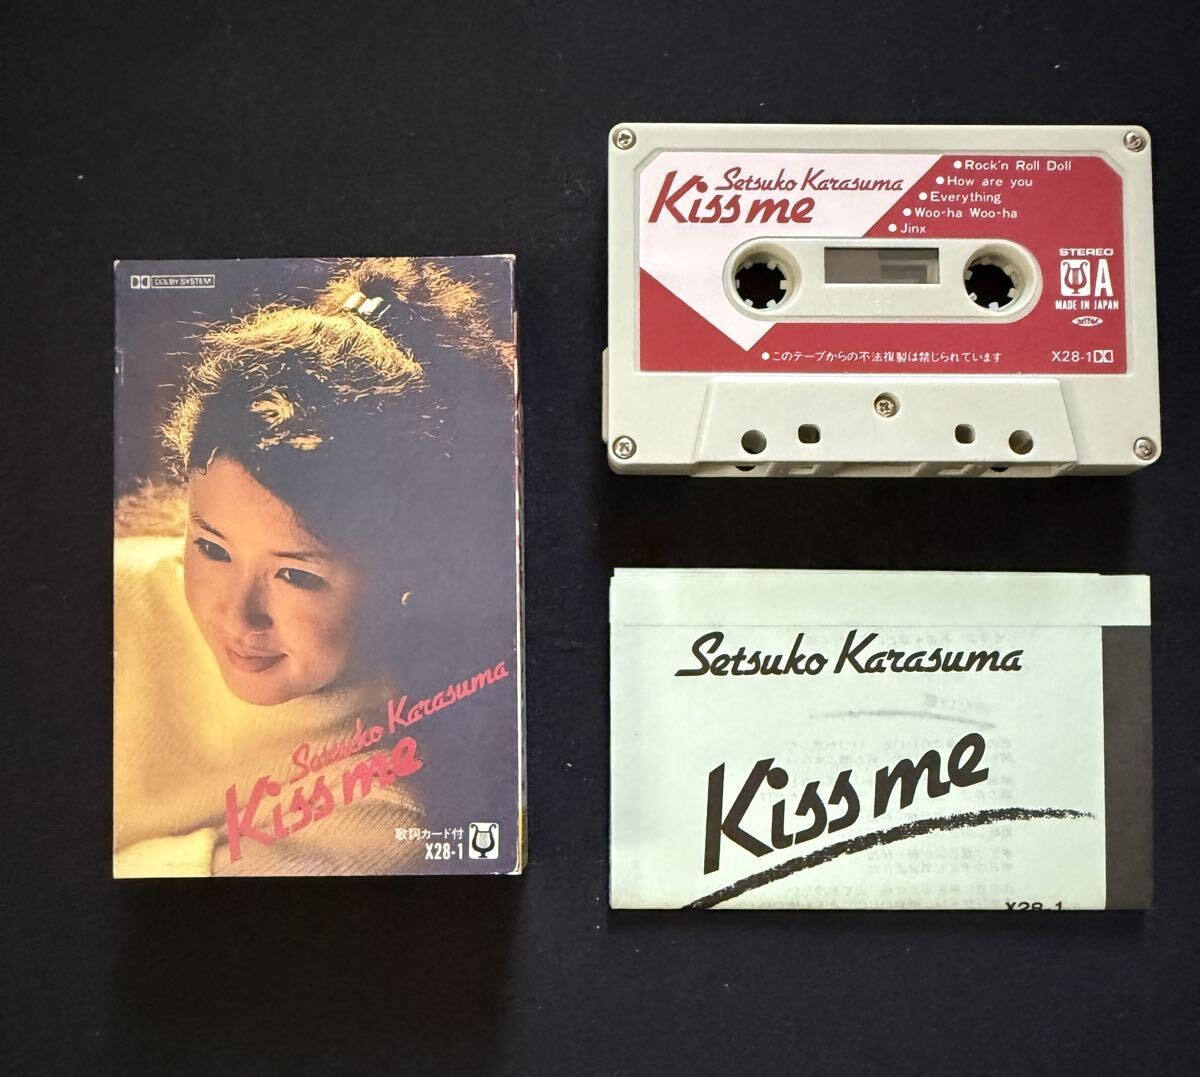 DOLBY SYSTEM
Setsuko Karasuma
Kiss me
歌詞カード付
X28-1
Setsuko Karasuma
Kiss me
●Rock'n Roll Doll
●How are you
●Everything
●Woo-ha Woo-ha
●Jinx
STEREO
A
MADE IN JAPAN
●このテープからの不法複製は禁じられています
X28-1
Setsuko Karasuma
Kiss me
X28-1